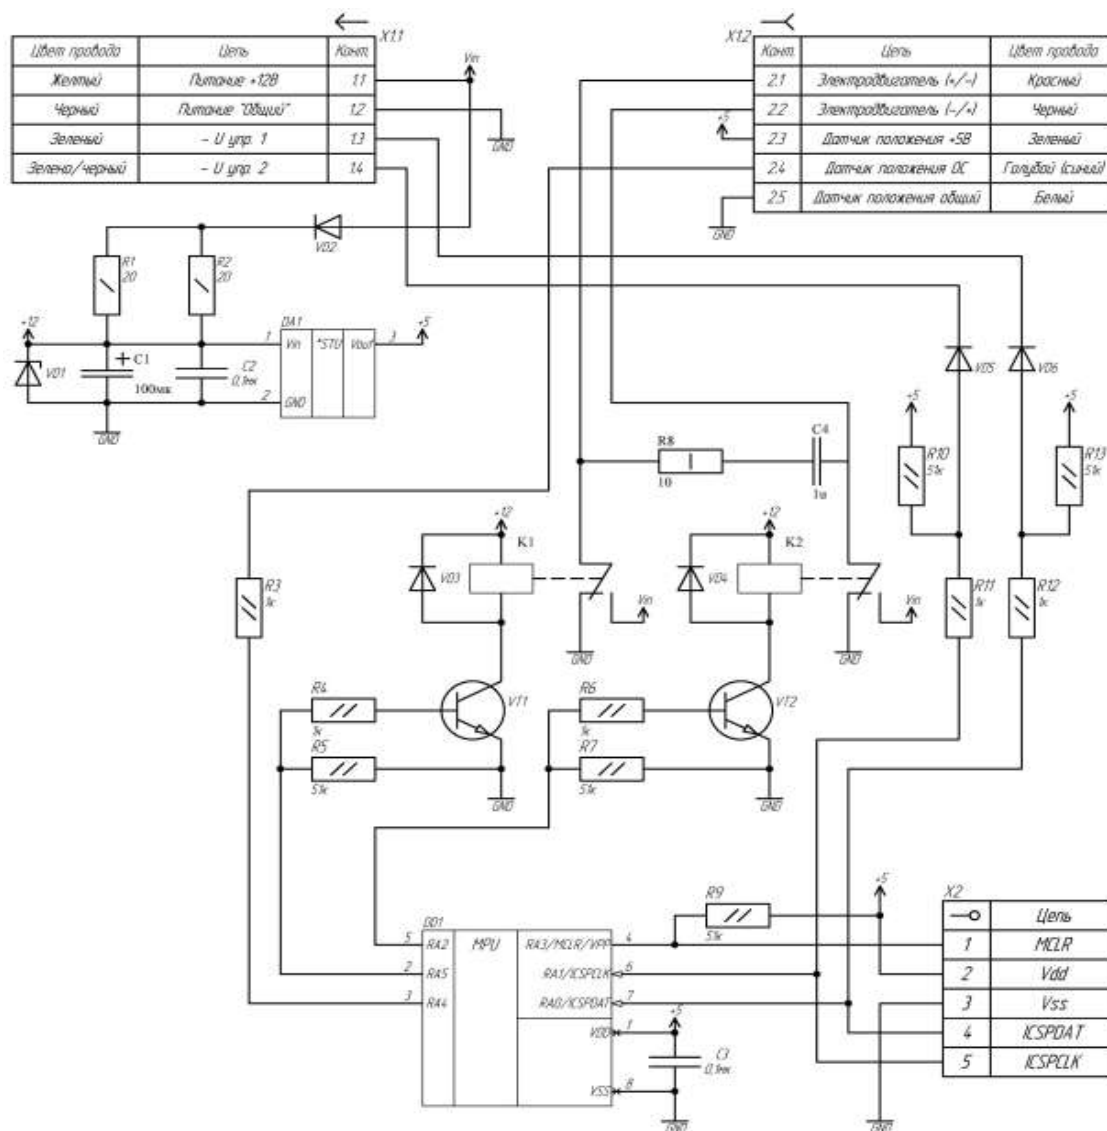 X1.1
Цвет провода Цепь Конт.
Желтый Питание +12В 1.1
Черный Питание "Общий" 1.2
Зеленый - U упр. 1 1.3
Зелено/черный - U упр. 2 1.4
Vin
GND
X1.2
Конт. Цепь Цвет провода
2.1 Электродвигатель (+/-) Красный
2.2 Электродвигатель (-/+) Черный
2.3 Датчик положения +5В Зеленый
2.4 Датчик положения ОС Голубой (синий)
2.5 Датчик положения общий Белый
+5
GND
VD2
R1
20
R2
20
+12
VD1
C1
100мк
C2
0,1мк
GND
DA1
1 Vin *STU Vout 3
2 GND
+5
VD5
VD6
+5
R10
51к
+5
R13
51к
R8
10
C4
1u
R3
1к
+12
K1
VD3
Vin
GND
+12
K2
VD4
Vin
GND
R11
1к
R12
1к
R4
1к
VT1
R5
51к
GND
R6
1к
VT2
R7
51к
GND
DD1
MPU
5 RA2
2 RA5
3 RA4
RA3/MCLR/VPP 4
RA1/ICSPCLK 6
RA0/ICSPDAT 7
VDD 1
VSS 8
R9
51к
+5
+5
C3
0,1мк
GND
GND
X2
Цепь
1 MCLR
2 Vdd
3 Vss
4 ICSPDAT
5 ICSPCLK